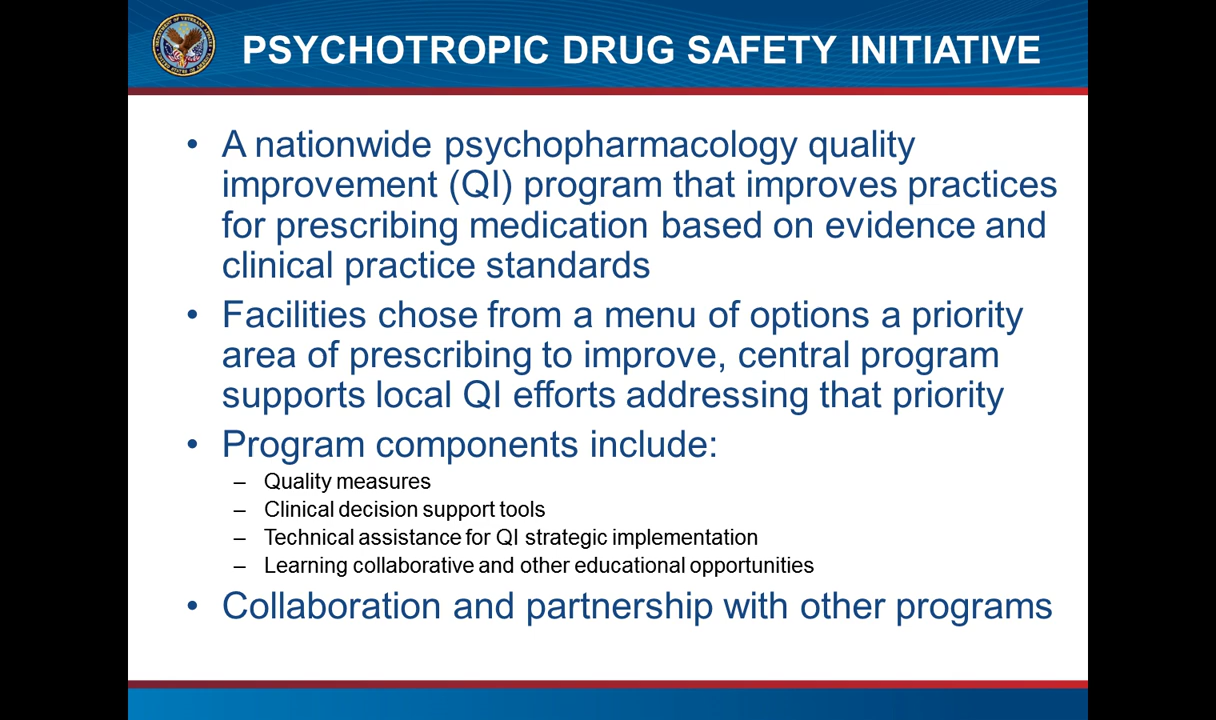 PSYCHOTROPIC DRUG SAFETY INITIATIVE
• A nationwide psychopharmacology quality
improvement (QI) program that improves practices
for prescribing medication based on evidence and
clinical practice standards
• Facilities chose from a menu of options a priority
area of prescribing to improve, central program
supports local QI efforts addressing that priority
• Program components include:
– Quality measures
– Clinical decision support tools
– Technical assistance for QI strategic implementation
– Learning collaborative and other educational opportunities
• Collaboration and partnership with other programs